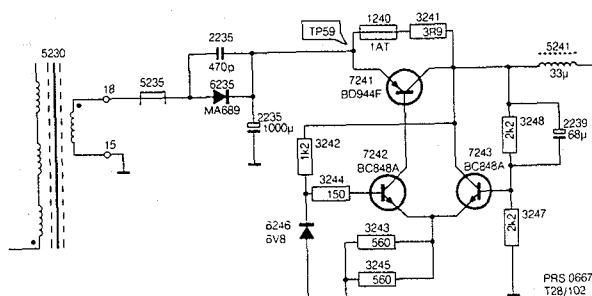 5230
18
15
5235
2235
470p
6235
MA689
2235
1000µ
TP59
1240
1AT
3241
3R9
7241
BD944F
5241
33µ
3242
1k2
3244
150
6246
6V8
7242
BC848A
7243
BC848A
3243
560
3245
560
3248
2k2
2239
68µ
3247
2k2
PRS 0667
T28/102